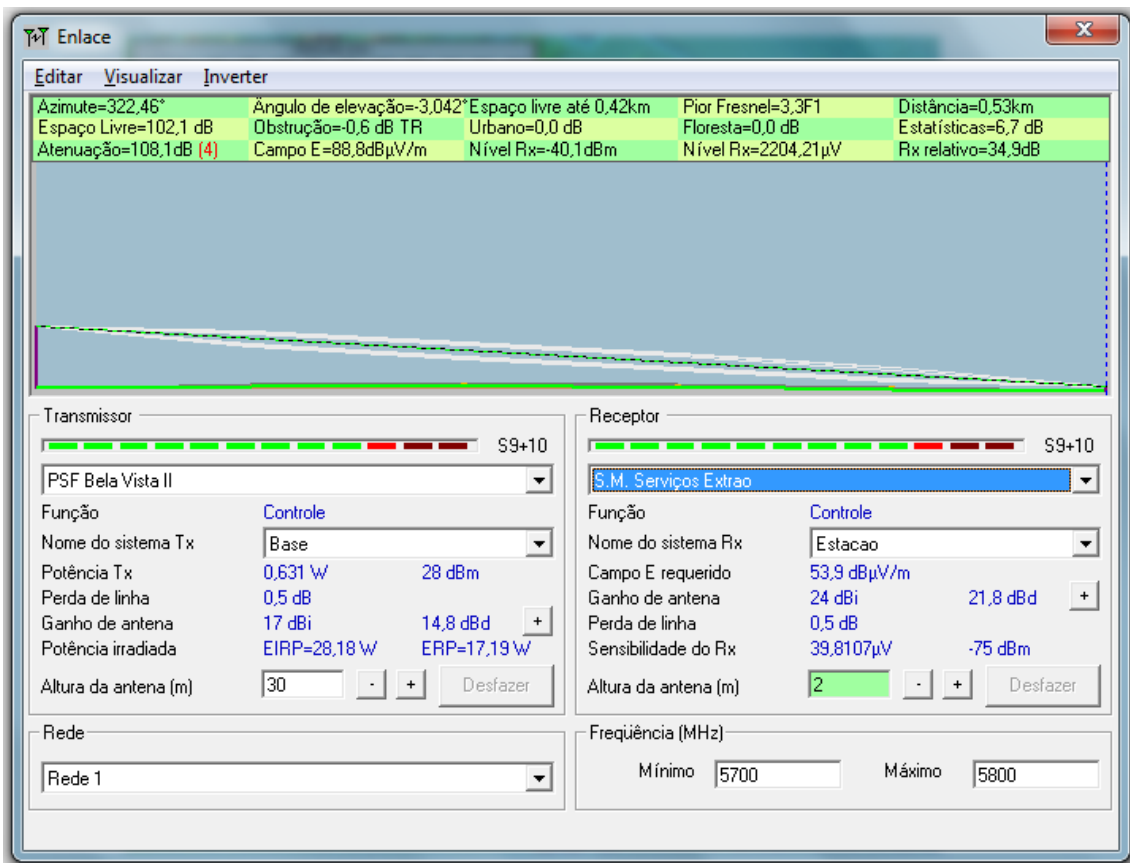 Enlace
Editar Visualizar Inverter
Azimute=322,46° Ângulo de elevação=-3,042° Espaço livre até 0,42km Pior Fresnel=3,3F1 Distância=0,53km
Espaço Livre=102,1 dB Obstrução=-0,6 dB TR Urbano=0,0 dB Floresta=0,0 dB Estatísticas=6,7 dB
Atenuação=108,1dB (4) Campo E=88,8dBµV/m Nível Rx=-40,1dBm Nível Rx=2204,21µV Rx relativo=34,9dB
Transmissor
S9+10
PSF Bela Vista II
Função Controle
Nome do sistema Tx Base
Potência Tx 0,631 W 28 dBm
Perda de linha 0,5 dB
Ganho de antena 17 dBi 14,8 dBd +
Potência irradiada EIRP=28,18 W ERP=17,19 W
Altura da antena (m) 30 - + Desfazer
Receptor
S9+10
S.M. Serviços Extrao
Função Controle
Nome do sistema Rx Estacao
Campo E requerido 53,9 dBµV/m
Ganho de antena 24 dBi 21,8 dBd +
Perda de linha 0,5 dB
Sensibilidade do Rx 39,8107µV -75 dBm
Altura da antena (m) 2 - + Desfazer
Rede
Rede 1
Freqüência (MHz)
Mínimo 5700 Máximo 5800